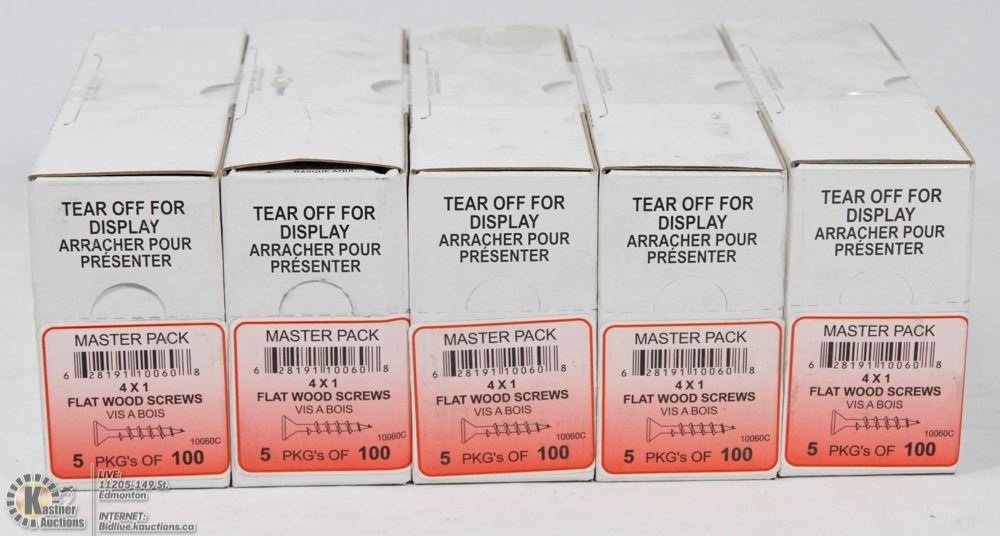 TEAR OFF FOR
DISPLAY
ARRACHER POUR
PRÉSENTER
MASTER PACK
6 28191 10060 8
4 X 1
FLAT WOOD SCREWS
VIS A BOIS
10060C
5 PKG's OF 100
TEAR OFF FOR
DISPLAY
ARRACHER POUR
PRÉSENTER
MASTER PACK
6 28191 10060 8
4 X 1
FLAT WOOD SCREWS
VIS A BOIS
10060C
5 PKG's OF 100
TEAR OFF FOR
DISPLAY
ARRACHER POUR
PRÉSENTER
MASTER PACK
6 28191 10060 8
4 X 1
FLAT WOOD SCREWS
VIS A BOIS
10060C
5 PKG's OF 100
TEAR OFF FOR
DISPLAY
ARRACHER POUR
PRÉSENTER
MASTER PACK
6 28191 10060 8
4 X 1
FLAT WOOD SCREWS
VIS A BOIS
10060C
5 PKG's OF 100
TEAR OFF FOR
DISPLAY
ARRACHER POUR
PRÉSENTER
MASTER PACK
6 28191 10060 8
4 X 1
FLAT WOOD SCREWS
VIS A BOIS
10060C
5 PKG's OF 100
K
Kastner
Auctions
LIVE:
11205-149 St.
Edmonton
INTERNET:
Bidlive.kauctions.ca